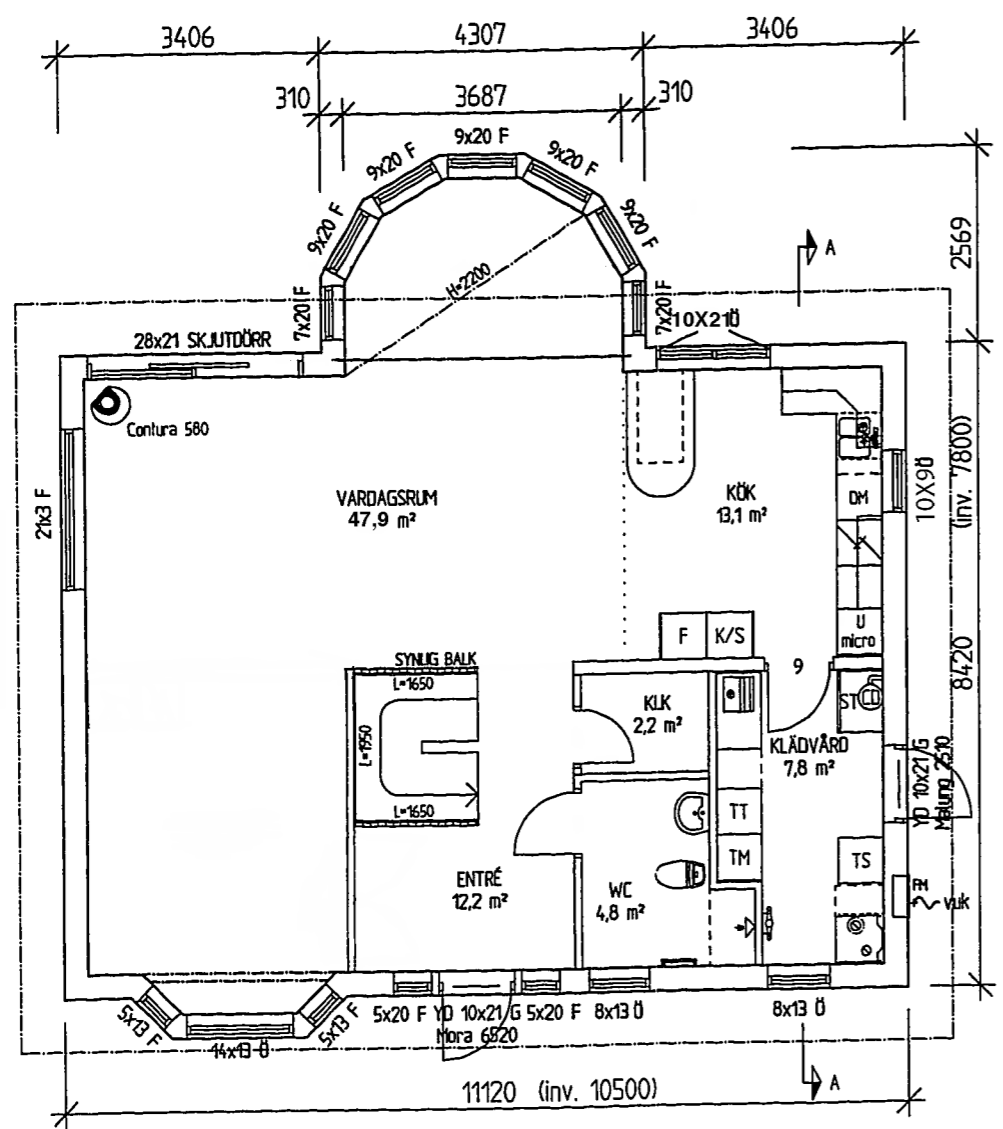 3406
4307
3406
310
3687
310
9x20 F
9x20 F
9x20 F
9x20 F
9x20 F
2569
A
H=2200
7x20 F
7x20 F
10X21Ö
28x21 SKJUTDÖRR
Contura 580
21x3 F
VARDAGSRUM
47,9 m²
KÖK
13,1 m²
DM
10X9Ö
(inv. 7800)
8420
F
K/S
U
micro
9
SYNLIG BALK
L=1650
L=1950
L=1650
KLK
2,2 m²
ST
CD
KLÄDVÅRD
7,8 m²
YD 10x21 G
Malung 2510
TT
TM
TS
ENTRÉ
12,2 m²
WC
4,8 m²
VUK
5x13 F
14x13 Ö
5x13 F
5x20 F
YD 10x21 G
5x20 F
8x13 Ö
8x13 Ö
Mora 6520
A
11120 (inv. 10500)